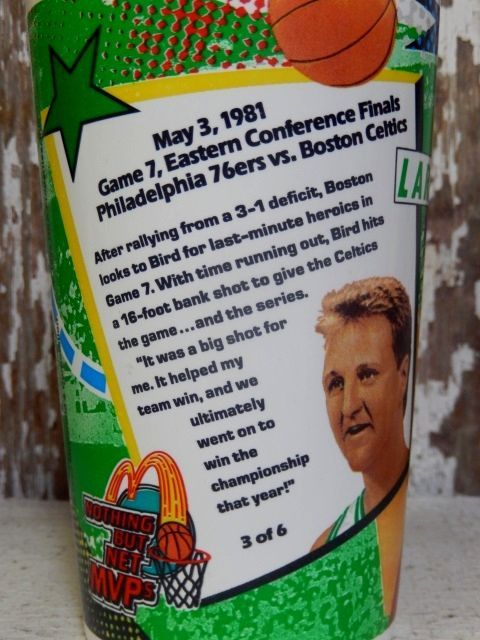 May 3, 1981
Game 7, Eastern Conference Finals
Philadelphia 76ers vs. Boston Celtics
After rallying from a 3-1 deficit, Boston
looks to Bird for last-minute heroics in
Game 7. With time running out, Bird hits
a 16-foot bank shot to give the Celtics
the game...and the series.
"It was a big shot for
me. It helped my
team win, and we
ultimately
went on to
win the
championship
that year!"
3 of 6
NOTHING
BUT
NET
MVPs